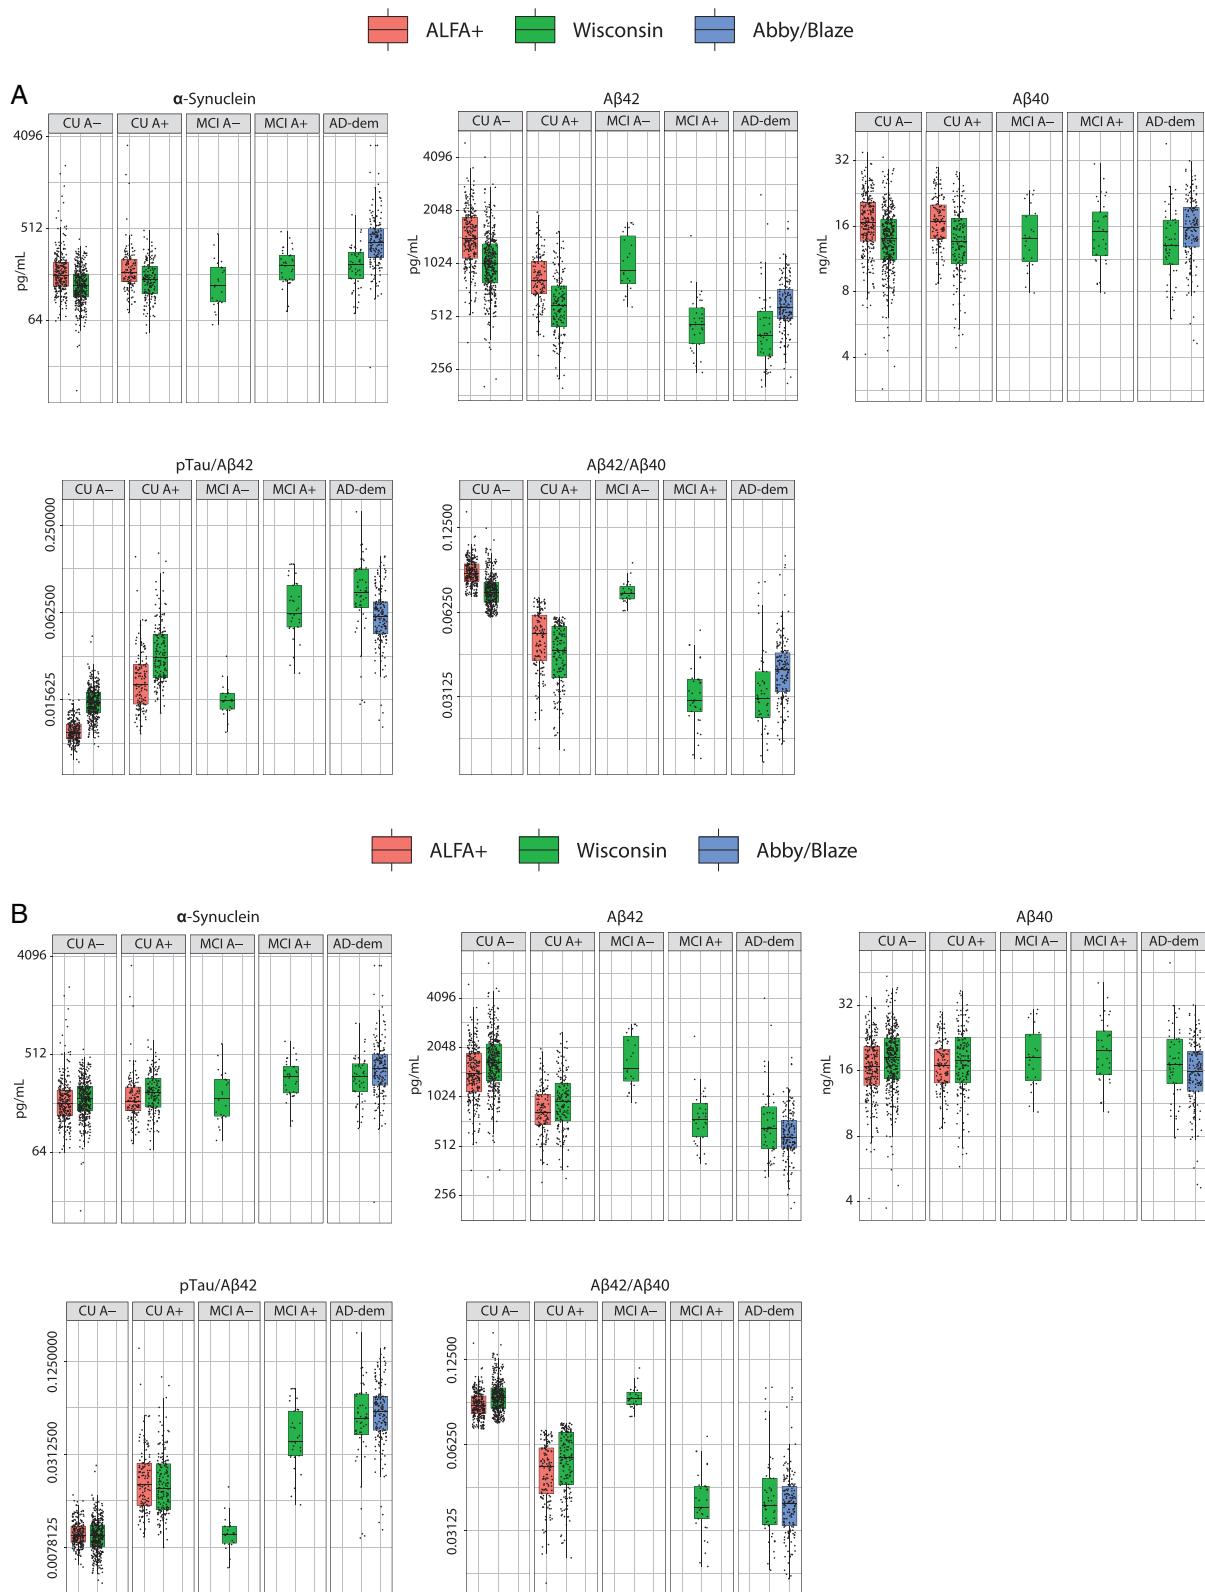 ALFA+ Wisconsin Abby/Blaze
A
α-Synuclein Aβ42 Aβ40
CU A− CU A+ MCI A− MCI A+ AD-dem
4096
512
64
pg/mL
CU A− CU A+ MCI A− MCI A+ AD-dem
4096
2048
1024
512
256
pg/mL
CU A− CU A+ MCI A− MCI A+ AD-dem
32
16
8
4
ng/mL
pTau/Aβ42 Aβ42/Aβ40
CU A− CU A+ MCI A− MCI A+ AD-dem
0.250000
0.062500
0.015625
CU A− CU A+ MCI A− MCI A+ AD-dem
0.12500
0.06250
0.03125
ALFA+ Wisconsin Abby/Blaze
B
α-Synuclein Aβ42 Aβ40
CU A− CU A+ MCI A− MCI A+ AD-dem
4096
512
64
pg/mL
CU A− CU A+ MCI A− MCI A+ AD-dem
4096
2048
1024
512
256
pg/mL
CU A− CU A+ MCI A− MCI A+ AD-dem
32
16
8
4
ng/mL
pTau/Aβ42 Aβ42/Aβ40
CU A− CU A+ MCI A− MCI A+ AD-dem
0.1250000
0.0312500
0.0078125
CU A− CU A+ MCI A− MCI A+ AD-dem
0.12500
0.06250
0.03125